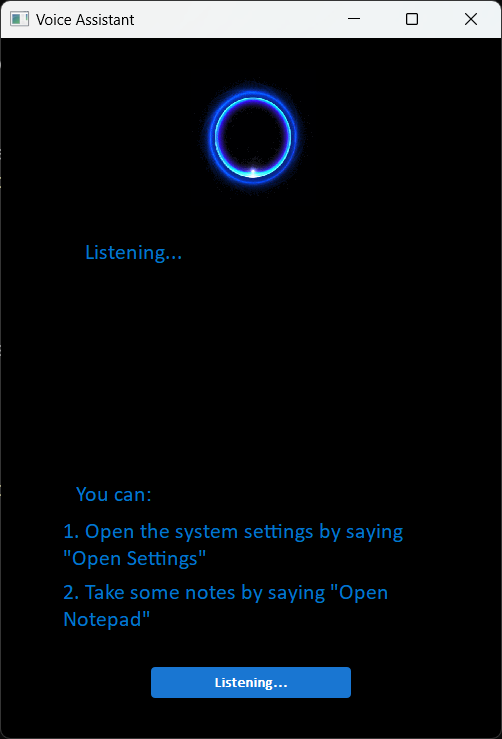 Voice Assistant
Listening...
You can:
1. Open the system settings by saying
"Open Settings"
2. Take some notes by saying "Open
Notepad"
Listening...